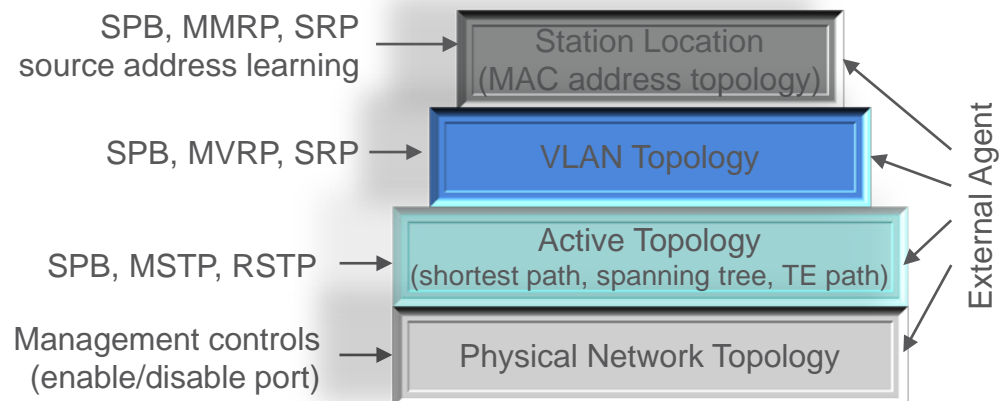 SPB, MMRP, SRP
source address learning
Station Location
(MAC address topology)
SPB, MVRP, SRP
VLAN Topology
SPB, MSTP, RSTP
Active Topology
(shortest path, spanning tree, TE path)
Management controls
(enable/disable port)
Physical Network Topology
External Agent